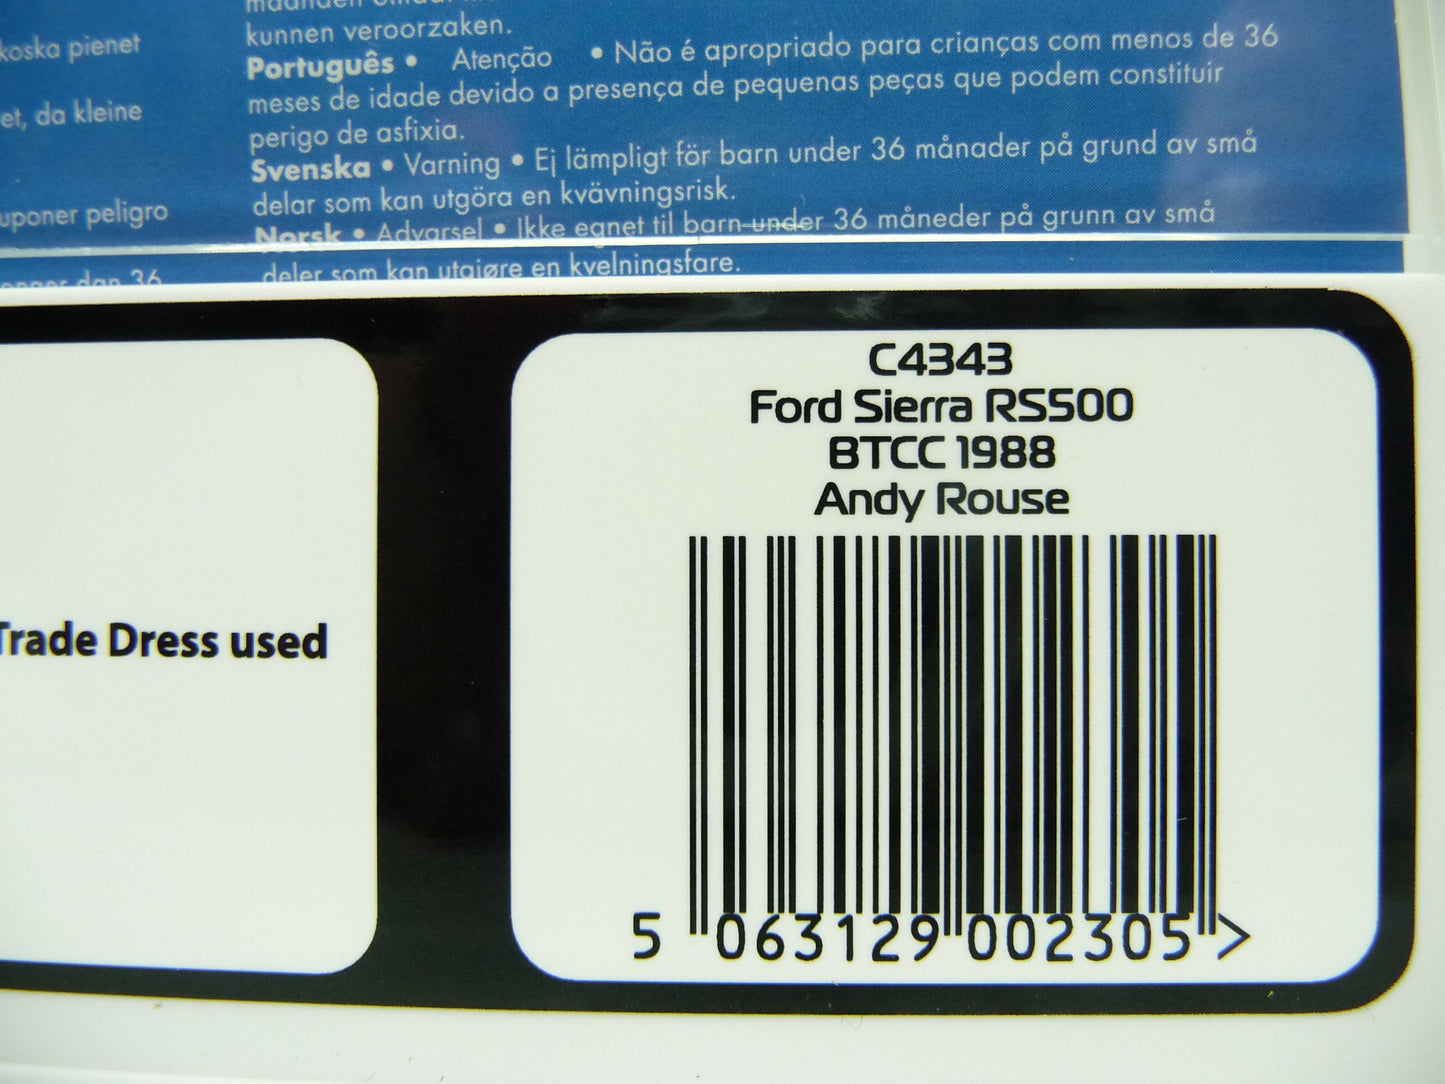 koska pienet
et, da kleine
uponer peligro
kunnen veroorzaken.
Português • Atenção • Não é apropriado para crianças com menos de 36
meses de idade devido a presença de pequenas peças que podem constituir
perigo de asfixia.
Svenska • Varning • Ej lämpligt för barn under 36 månader på grund av små
delar som kan utgöra en kvävningsrisk.
Norsk • Advarsel • Ikke egnet til barn under 36 måneder på grunn av små
deler som kan utgjøre en kvelningsfare.
dan 36
Trade Dress used
C4343
Ford Sierra RS500
BTCC 1988
Andy Rouse
5 063129 002305 >